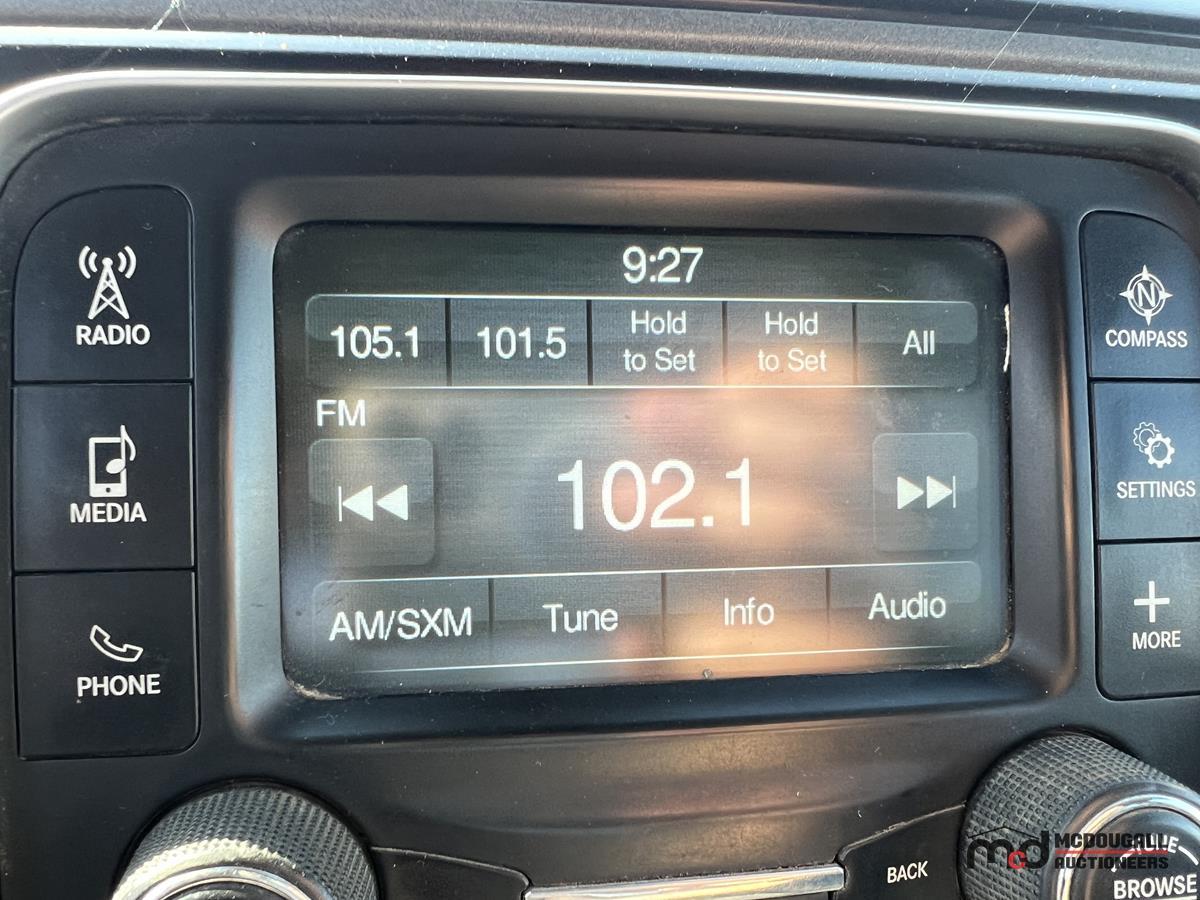 9:27
105.1 101.5 Hold to Set Hold to Set All
FM
102.1
AM/SXM Tune Info Audio
RADIO
MEDIA
PHONE
N
COMPASS
SETTINGS
MORE
BACK
BROWSE
mcd MCDOUGALL
AUCTIONEERS